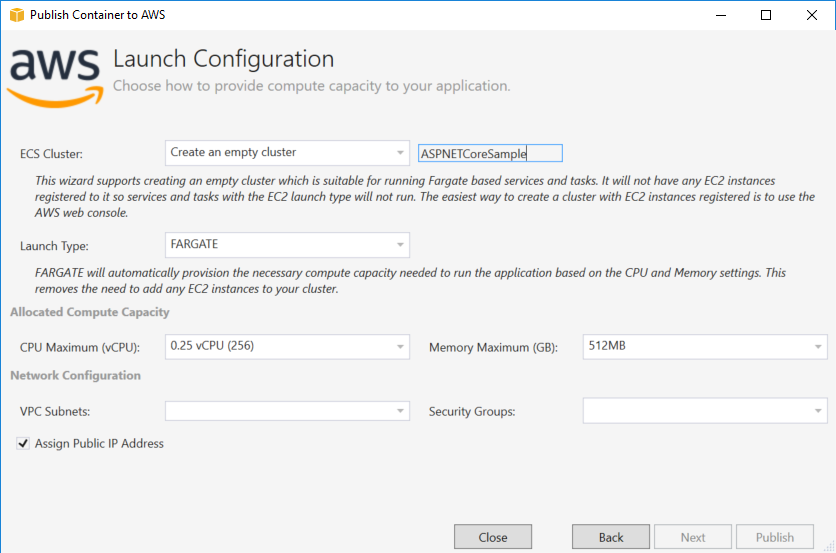 Publish Container to AWS
aws
Launch Configuration
Choose how to provide compute capacity to your application.
ECS Cluster: Create an empty cluster ASPNETCoreSample
This wizard supports creating an empty cluster which is suitable for running Fargate based services and tasks. It will not have any EC2 instances
registered to it so services and tasks with the EC2 launch type will not run. The easiest way to create a cluster with EC2 instances registered is to use the
AWS web console.
Launch Type: FARGATE
FARGATE will automatically provision the necessary compute capacity needed to run the application based on the CPU and Memory settings. This
removes the need to add any EC2 instances to your cluster.
Allocated Compute Capacity
CPU Maximum (vCPU): 0.25 vCPU (256) Memory Maximum (GB): 512MB
Network Configuration
VPC Subnets: Security Groups:
Assign Public IP Address
Close Back Next Publish